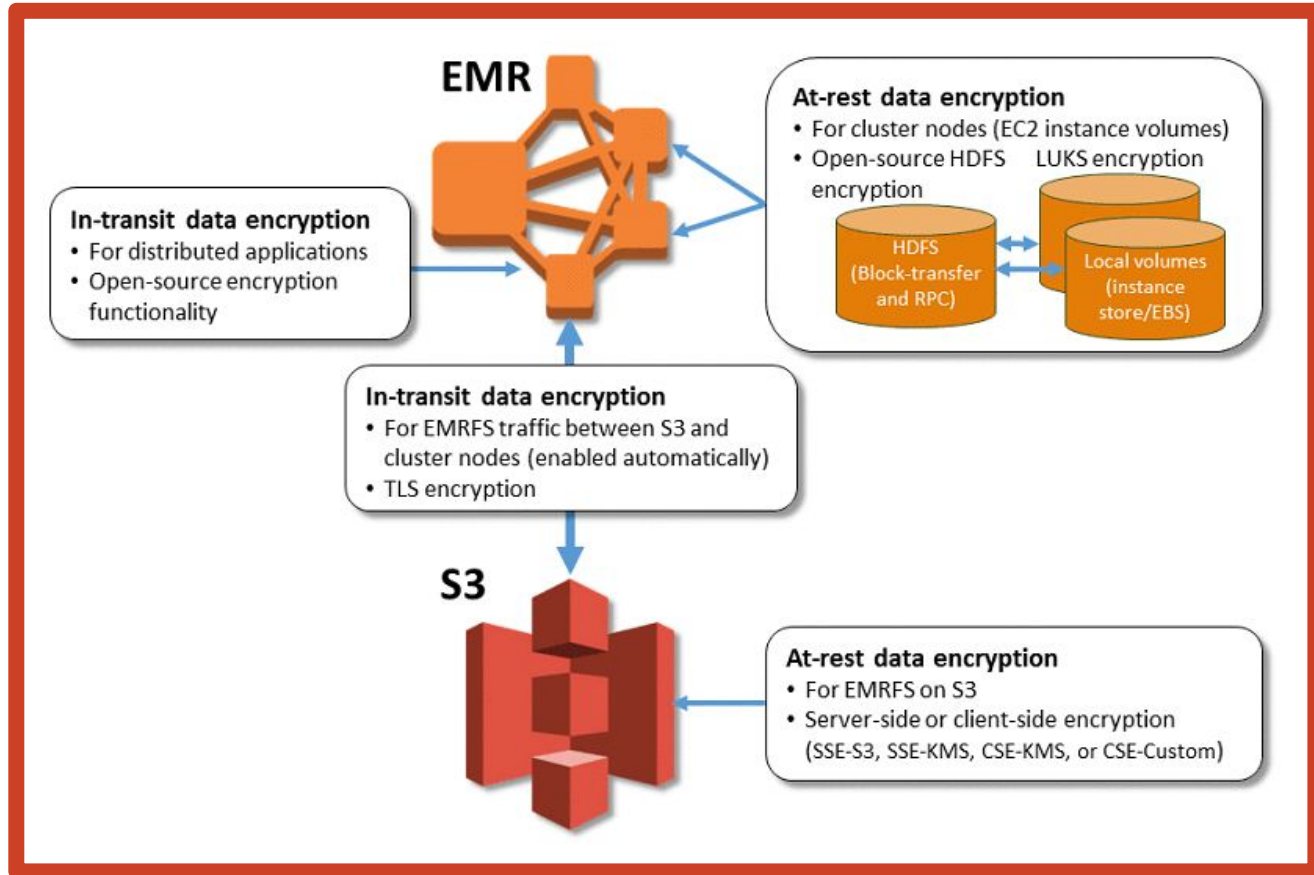 EMR
At-rest data encryption
• For cluster nodes (EC2 instance volumes)
• Open-source HDFS encryption
LUKS encryption
HDFS
(Block-transfer
and RPC)
Local volumes
(instance
store/EBS)
In-transit data encryption
• For distributed applications
• Open-source encryption
functionality
In-transit data encryption
• For EMRFS traffic between S3 and
cluster nodes (enabled automatically)
• TLS encryption
S3
At-rest data encryption
• For EMRFS on S3
• Server-side or client-side encryption
(SSE-S3, SSE-KMS, CSE-KMS, or CSE-Custom)